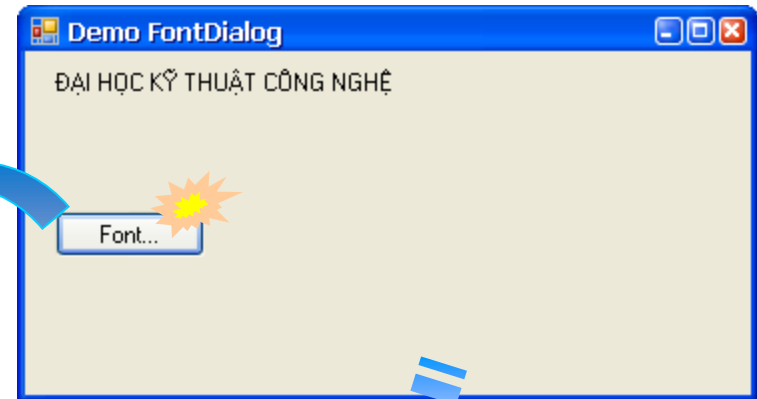 Demo FontDialog
ĐẠI HỌC KỸ THUẬT CÔNG NGHỆ
Font...